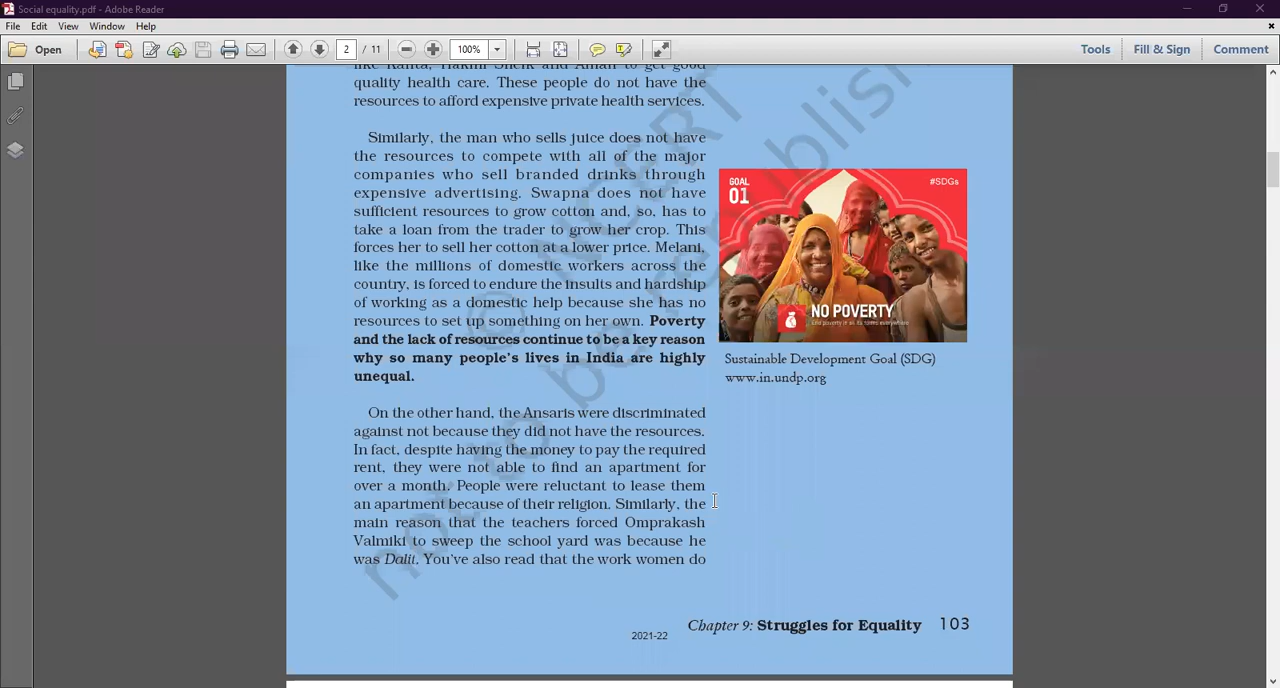 Social equality.pdf - Adobe Reader
File Edit View Window Help
Open 2 / 11 100% Tools Fill & Sign Comment
quality health care. These people do not have the
resources to afford expensive private health services.
Similarly, the man who sells juice does not have
the resources to compete with all of the major
companies who sell branded drinks through
expensive advertising. Swapna does not have
sufficient resources to grow cotton and, so, has to
take a loan from the trader to grow her crop. This
forces her to sell her cotton at a lower price. Melani,
like the millions of domestic workers across the
country, is forced to endure the insults and hardship
of working as a domestic help because she has no
resources to set up something on her own. Poverty
and the lack of resources continue to be a key reason
why so many people's lives in India are highly
unequal.
On the other hand, the Ansaris were discriminated
against not because they did not have the resources.
In fact, despite having the money to pay the required
rent, they were not able to find an apartment for
over a month. People were reluctant to lease them
an apartment because of their religion. Similarly, the
main reason that the teachers forced Omprakash
Valmiki to sweep the school yard was because he
was Dalit. You've also read that the work women do
GOAL
01
#SDGs
NO POVERTY
End poverty in all its forms everywhere
Sustainable Development Goal (SDG)
www.in.undp.org
© NCERT
not to be republish
Chapter 9: Struggles for Equality 103
2021-22